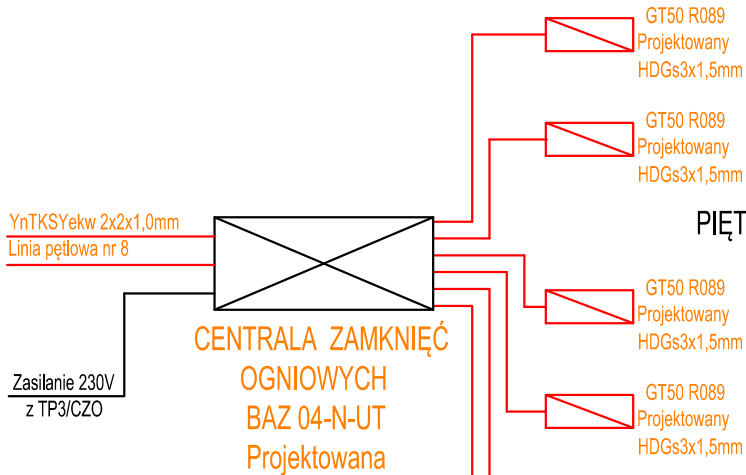 GT50 R089
Projektowany
HDGs3x1,5mm
GT50 R089
Projektowany
HDGs3x1,5mm
YnTKSYekw 2x2x1,0mm
Linia pętlowa nr 8
PIĘT
GT50 R089
Projektowany
HDGs3x1,5mm
CENTRALA ZAMKNIĘĆ
OGNIOWYCH
BAZ 04-N-UT
Projektowana
Zasilanie 230V
z TP3/CZO
GT50 R089
Projektowany
HDGs3x1,5mm